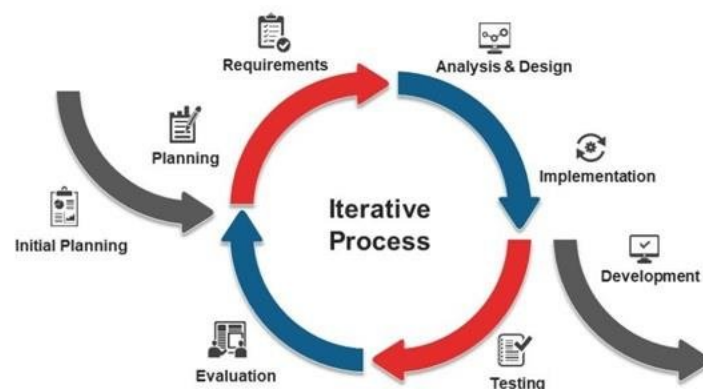 Requirements
Analysis & Design
Planning
Implementation
Iterative
Process
Initial Planning
Development
Evaluation
Testing